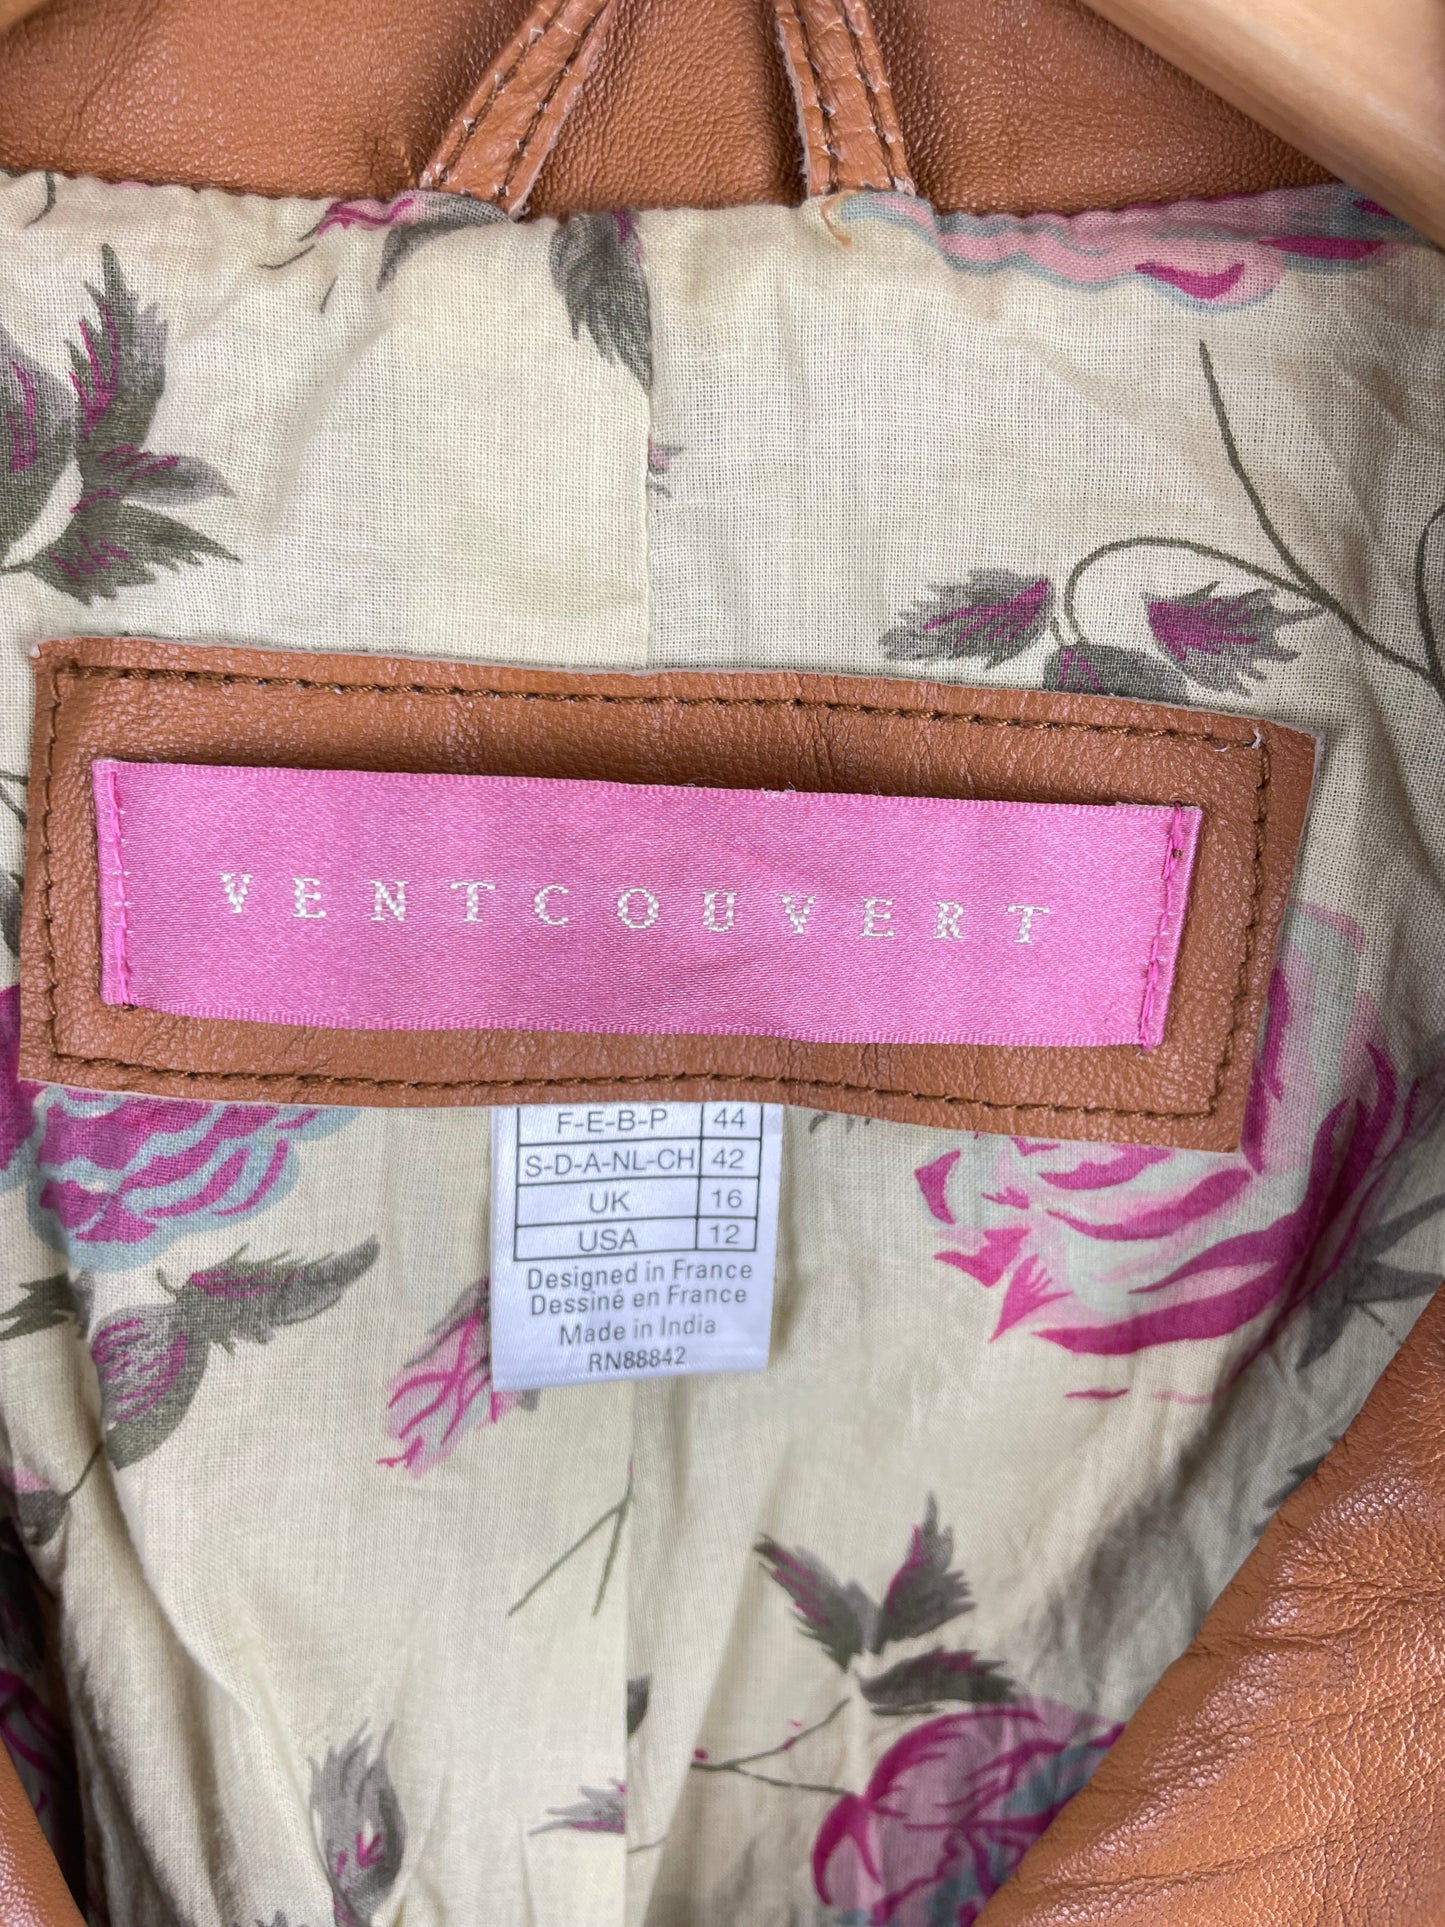 VENTCOUVERT
F-E-B-P 44
S-D-A-NL-CH 42
UK 16
USA 12
Designed in France
Dessiné en France
Made in India
RN88842